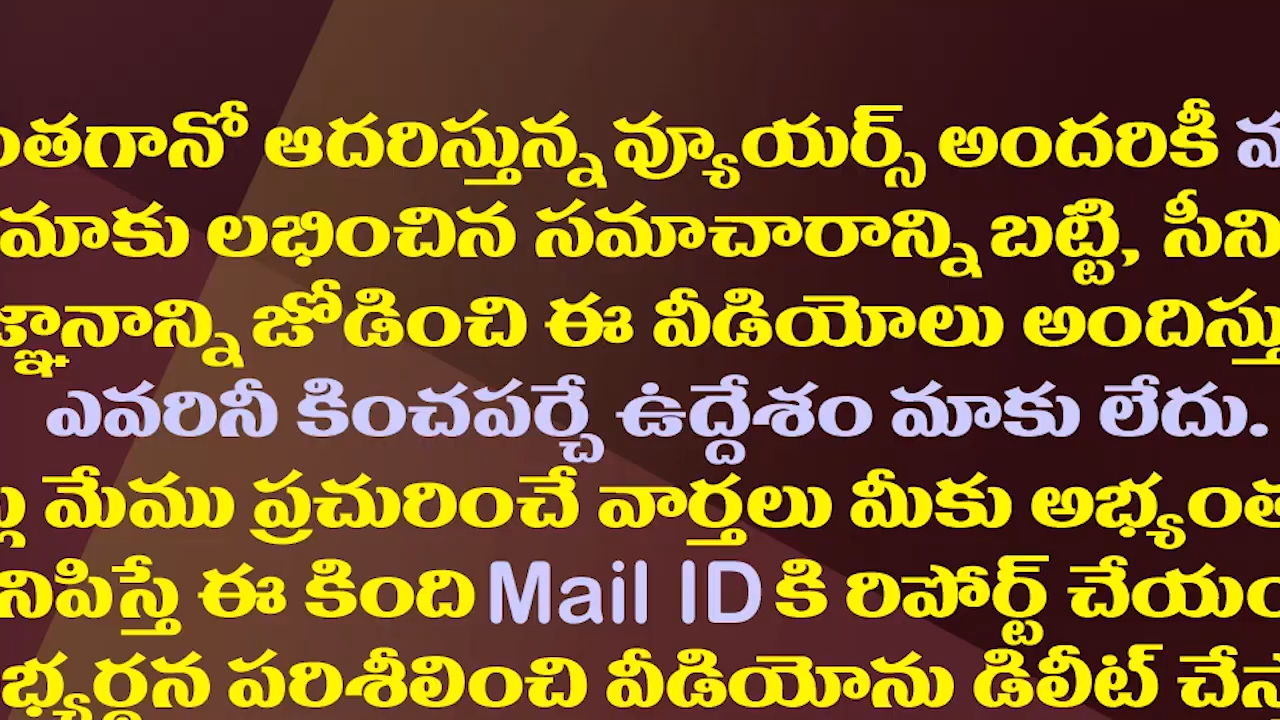 ంతగానో ఆదరిస్తున్న వ్యూయర్స్ అందరికీ
మాకు లభించిన సమాచారాన్ని బట్టి, సీని
జ్ఞానాన్ని జోడించి ఈ వీడియోలు అందిస్తు
ఎవరినీ కించపర్చే ఉద్దేశం మాకు లేదు.
మేము ప్రచురించే వార్తలు మీకు అభ్యంత
నిపిస్తే ఈ కింది Mail ID కి రిపోర్ట్ చేయం
భ్యర్థన పరిశీలించి వీడియోను డిలీట్ చేస